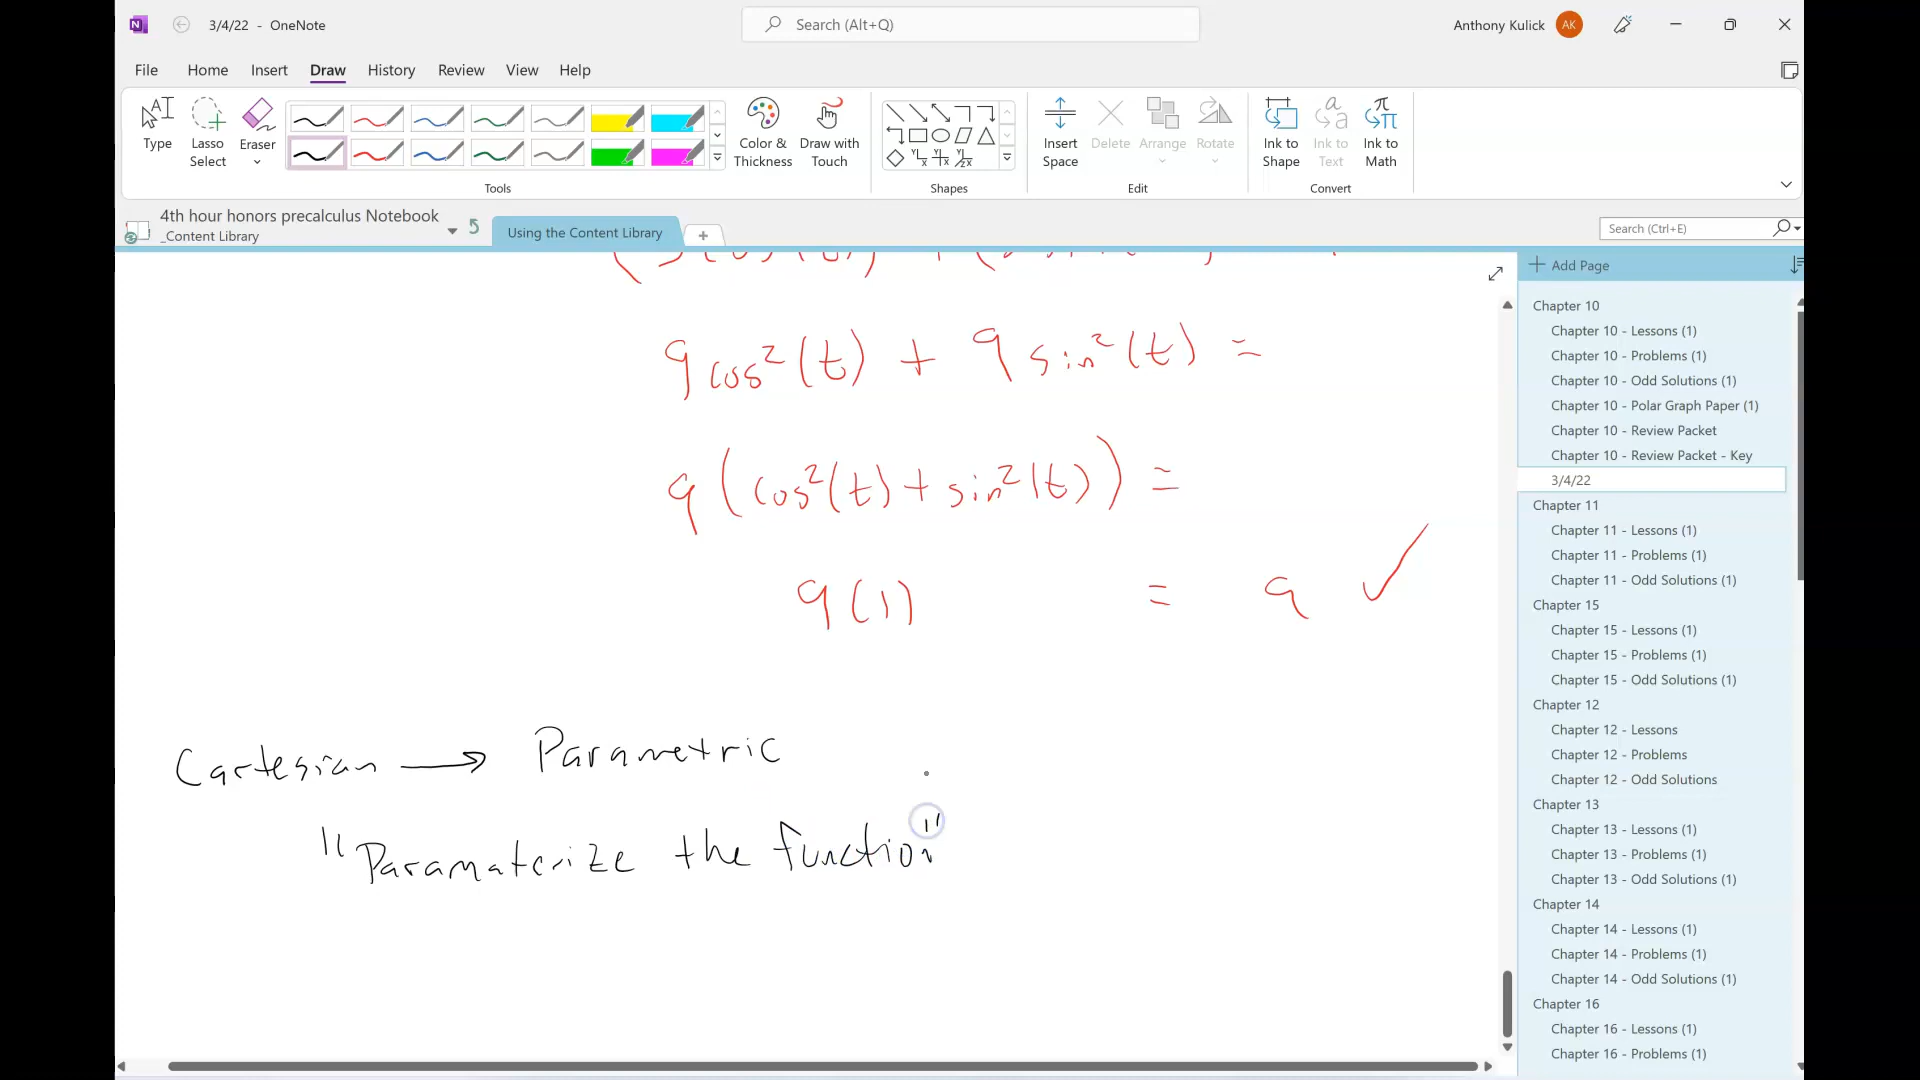 3/4/22 - OneNote
Search (Alt+Q)
Anthony Kulick
AK
File Home Insert Draw History Review View Help
Type
Lasso Select
Eraser
Color & Thickness
Draw with Touch
Insert Space
Delete
Arrange
Rotate
Ink to Shape
Ink to Text
Ink to Math
Tools
Shapes
Edit
Convert
4th hour honors precalculus Notebook
_Content Library
Using the Content Library
Search (Ctrl+E)
9 cos²(t) + 9 sin²(t) =
9 (cos²(t) + sin²(t)) =
9(1) = 9 ✓
Cartesian → Parametric
"Paramaterize the function"
Add Page
Chapter 10
Chapter 10 - Lessons (1)
Chapter 10 - Problems (1)
Chapter 10 - Odd Solutions (1)
Chapter 10 - Polar Graph Paper (1)
Chapter 10 - Review Packet
Chapter 10 - Review Packet - Key
3/4/22
Chapter 11
Chapter 11 - Lessons (1)
Chapter 11 - Problems (1)
Chapter 11 - Odd Solutions (1)
Chapter 15
Chapter 15 - Lessons (1)
Chapter 15 - Problems (1)
Chapter 15 - Odd Solutions (1)
Chapter 12
Chapter 12 - Lessons
Chapter 12 - Problems
Chapter 12 - Odd Solutions
Chapter 13
Chapter 13 - Lessons (1)
Chapter 13 - Problems (1)
Chapter 13 - Odd Solutions (1)
Chapter 14
Chapter 14 - Lessons (1)
Chapter 14 - Problems (1)
Chapter 14 - Odd Solutions (1)
Chapter 16
Chapter 16 - Lessons (1)
Chapter 16 - Problems (1)